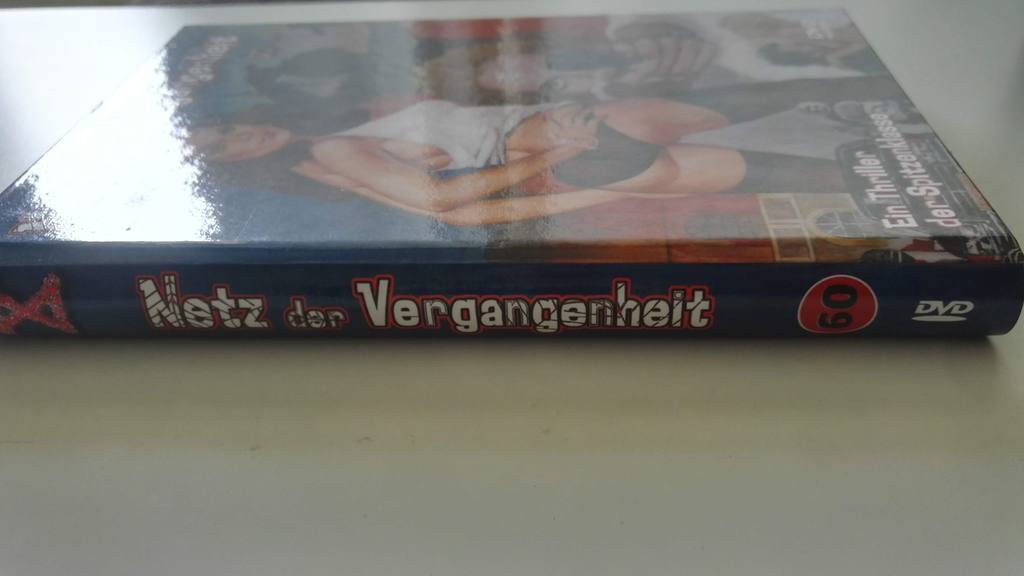 Ein Thriller
der Spitzenklasse
Netz der Vergangenheit
60
DVD